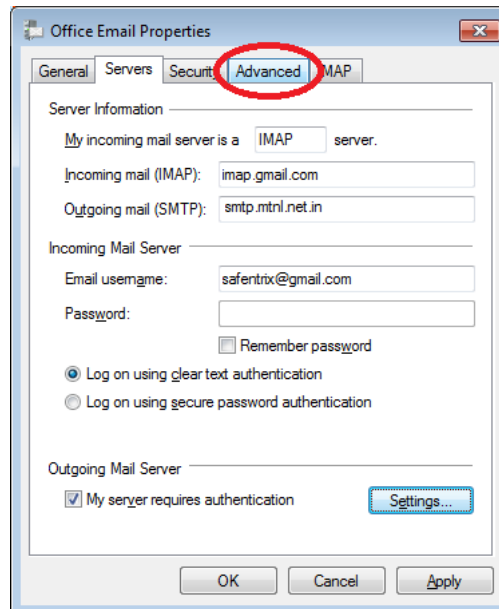 Office Email Properties
General Servers Security Advanced IMAP
Server Information
My incoming mail server is a IMAP server.
Incoming mail (IMAP): imap.gmail.com
Outgoing mail (SMTP): smtp.mtnl.net.in
Incoming Mail Server
Email username: safentrix@gmail.com
Password:
Remember password
Log on using clear text authentication
Log on using secure password authentication
Outgoing Mail Server
My server requires authentication Settings...
OK Cancel Apply